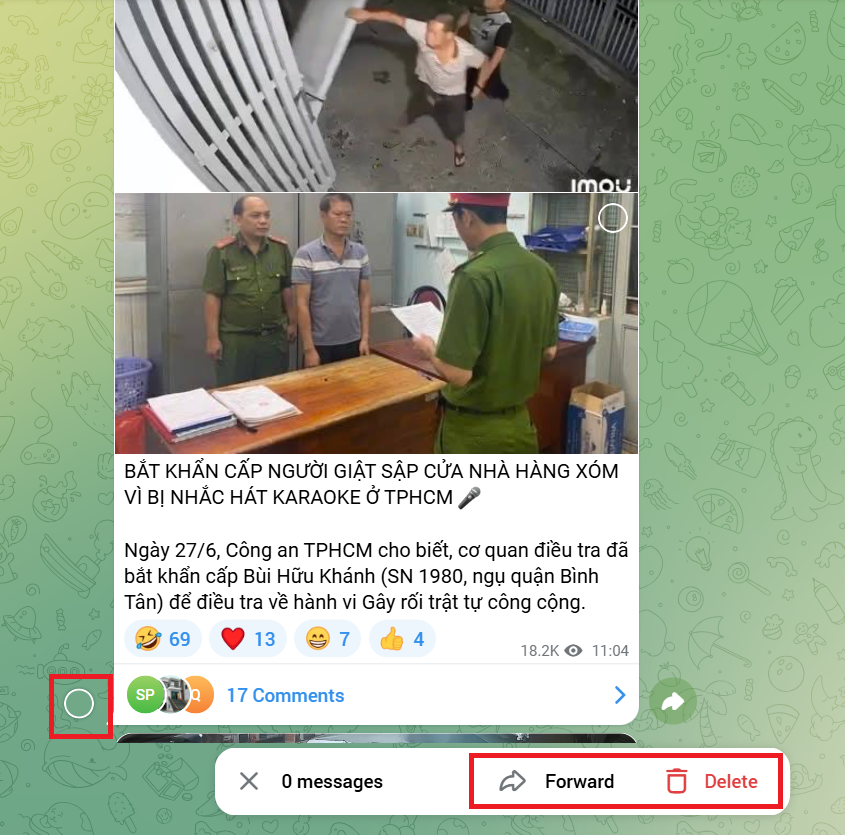 imou
BẮT KHẨN CẤP NGƯỜI GIẬT SẬP CỬA NHÀ HÀNG XÓM
VÌ BỊ NHẮC HÁT KARAOKE Ở TPHCM 🎤
Ngày 27/6, Công an TPHCM cho biết, cơ quan điều tra đã
bắt khẩn cấp Bùi Hữu Khánh (SN 1980, ngụ quận Bình
Tân) để điều tra về hành vi Gây rối trật tự công cộng.
🤣 69 ❤️ 13 😁 7 👍 4
18.2K 11:04
SP Q 17 Comments
0 messages Forward Delete